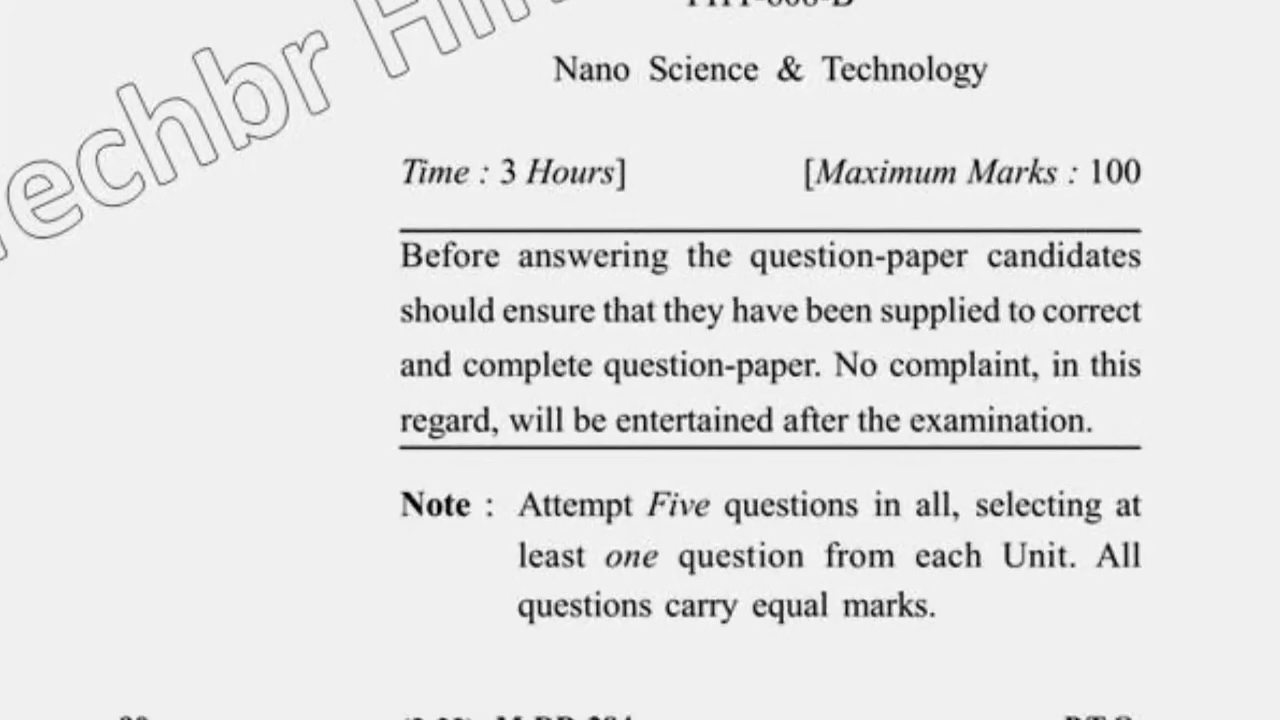 Nano Science & Technology
Time : 3 Hours] [Maximum Marks : 100
Before answering the question-paper candidates
should ensure that they have been supplied to correct
and complete question-paper. No complaint, in this
regard, will be entertained after the examination.
Note : Attempt Five questions in all, selecting at
least one question from each Unit. All
questions carry equal marks.
P.T.O.